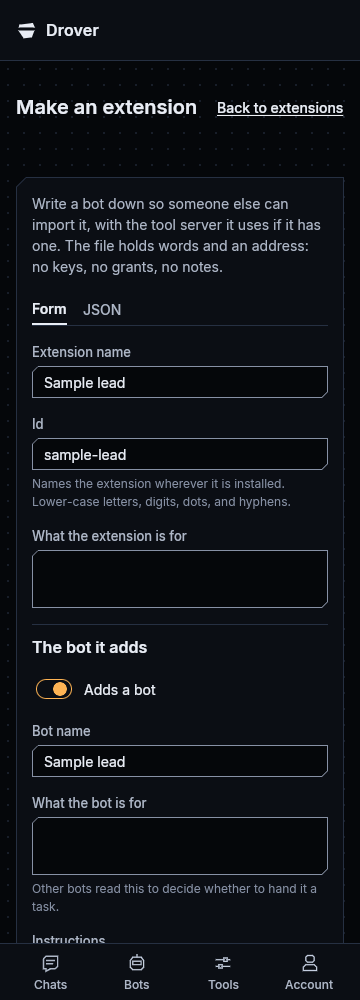 Drover
Make an extension
Back to extensions
Write a bot down so someone else can
import it, with the tool server it uses if it has
one. The file holds words and an address:
no keys, no grants, no notes.
Form
JSON
Extension name
Sample lead
Id
sample-lead
Names the extension wherever it is installed.
Lower-case letters, digits, dots, and hyphens.
What the extension is for
The bot it adds
Adds a bot
Bot name
Sample lead
What the bot is for
Other bots read this to decide whether to hand it a
task.
Instructions
Chats
Bots
Tools
Account